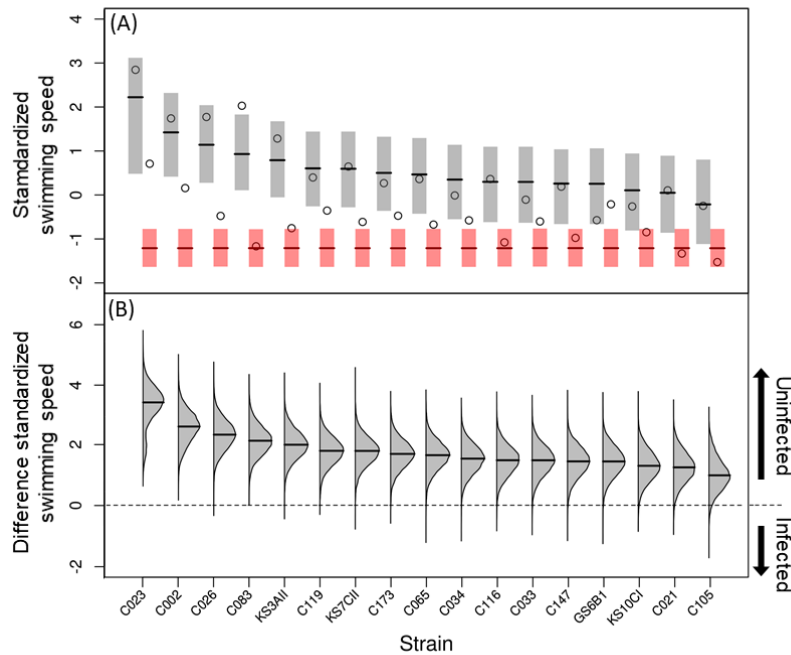 (A)
Stamdardized
swimming speed
4
3
2
1
0
-1
-2
(B)
Difference standardized
swimming speed
6
4
2
0
-2
Uninfected
Infected
C023
C002
C026
C083
KS3AII
C119
KS7CII
C173
C065
C034
C116
C033
C147
GS6B1
KS10CI
C021
C105
Strain